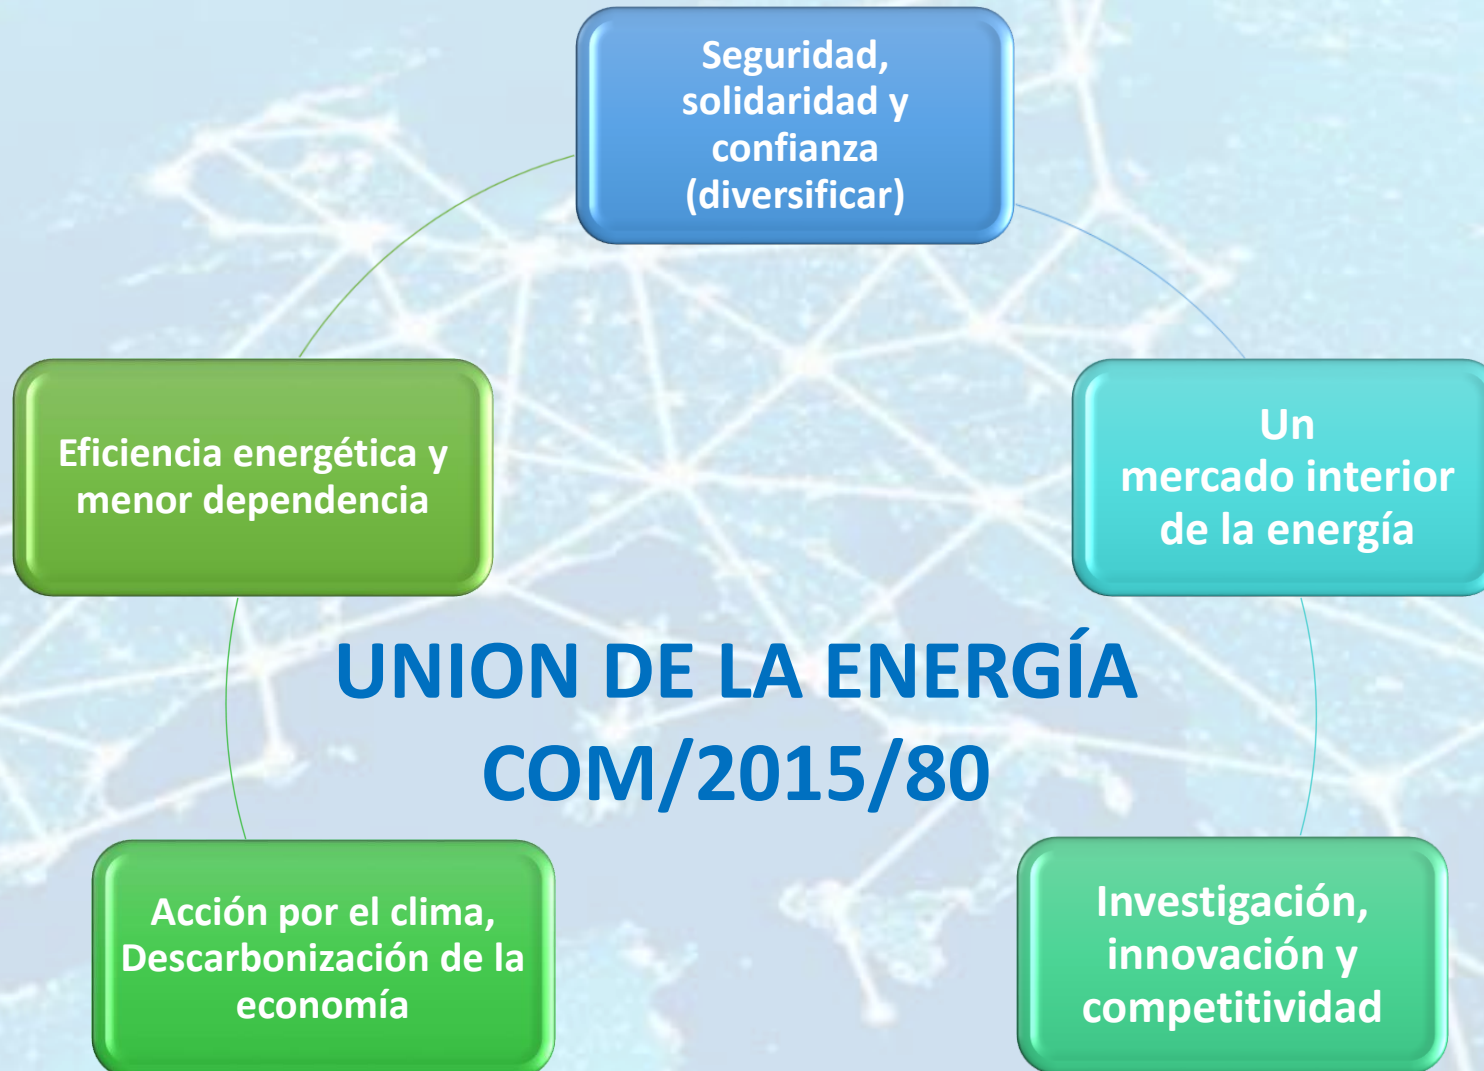 Seguridad,
solidaridad y
confianza
(diversificar)
Eficiencia energética y
menor dependencia
Un
mercado interior
de la energía
UNION DE LA ENERGÍA
COM/2015/80
Acción por el clima,
Descarbonización de la
economía
Investigación,
innovación y
competitividad